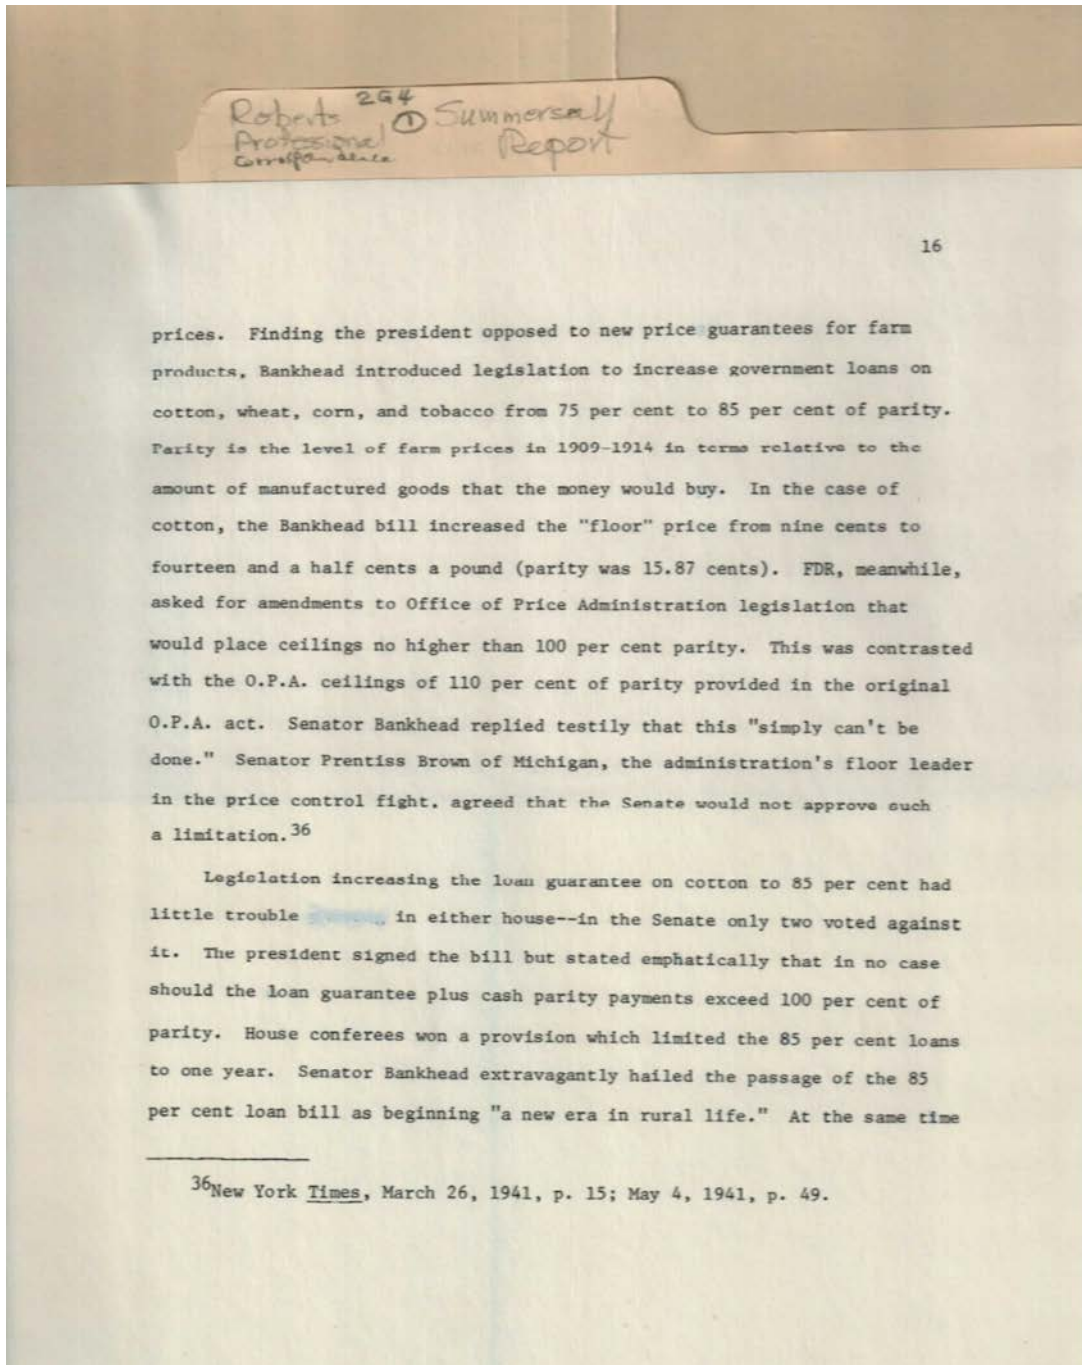 2G4
Roberts ① Summersell
Professional Report
Correspondence
16
prices. Finding the president opposed to new price guarantees for farm
products, Bankhead introduced legislation to increase government loans on
cotton, wheat, corn, and tobacco from 75 per cent to 85 per cent of parity.
Parity is the level of farm prices in 1909-1914 in terms relative to the
amount of manufactured goods that the money would buy. In the case of
cotton, the Bankhead bill increased the "floor" price from nine cents to
fourteen and a half cents a pound (parity was 15.87 cents). FDR, meanwhile,
asked for amendments to Office of Price Administration legislation that
would place ceilings no higher than 100 per cent parity. This was contrasted
with the O.P.A. ceilings of 110 per cent of parity provided in the original
O.P.A. act. Senator Bankhead replied testily that this "simply can't be
done." Senator Prentiss Brown of Michigan, the administration's floor leader
in the price control fight, agreed that the Senate would not approve such
a limitation.36
Legislation increasing the loan guarantee on cotton to 85 per cent had
little trouble in either house--in the Senate only two voted against
it. The president signed the bill but stated emphatically that in no case
should the loan guarantee plus cash parity payments exceed 100 per cent of
parity. House conferees won a provision which limited the 85 per cent loans
to one year. Senator Bankhead extravagantly hailed the passage of the 85
per cent loan bill as beginning "a new era in rural life." At the same time
36New York Times, March 26, 1941, p. 15; May 4, 1941, p. 49.